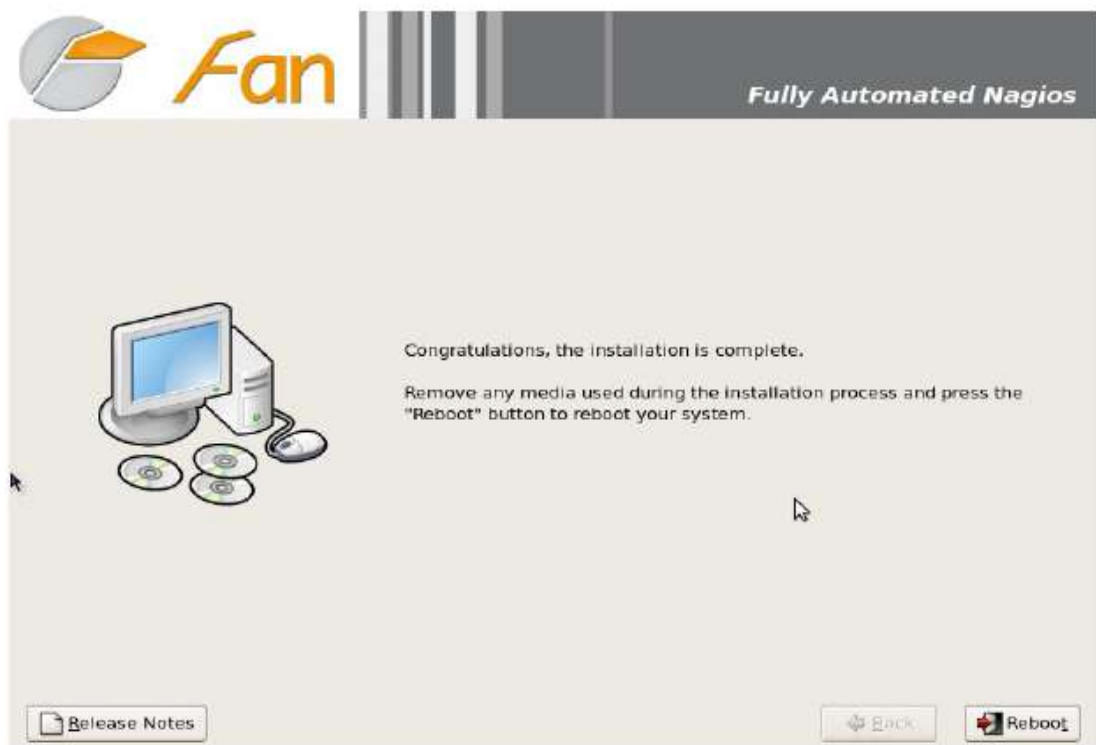 Fan
Fully Automated Nagios
Congratulations, the installation is complete.
Remove any media used during the installation process and press the
"Reboot" button to reboot your system.
Release Notes
Back
Reboot